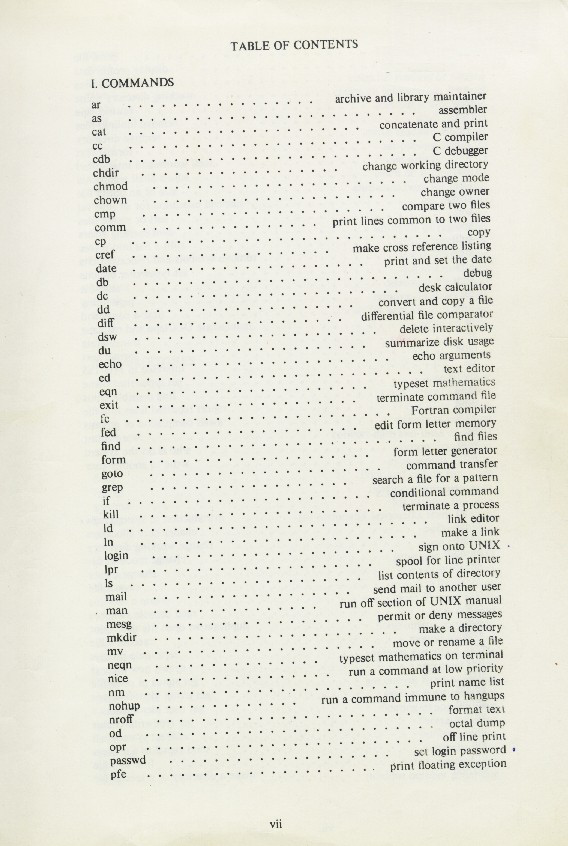 TABLE OF CONTENTS
I. COMMANDS
ar . . . . . . . . . . . . . . . . . archive and library maintainer
as . . . . . . . . . . . . . . . . . . . . . . . . . assembler
cat . . . . . . . . . . . . . . . . . . . . . concatenate and print
cc . . . . . . . . . . . . . . . . . . . . . . . . . C compiler
cdb . . . . . . . . . . . . . . . . . . . . . . . . . C debugger
chdir . . . . . . . . . . . . . . . . . . change working directory
chmod . . . . . . . . . . . . . . . . . . . . . . . change mode
chown . . . . . . . . . . . . . . . . . . . . . . change owner
cmp . . . . . . . . . . . . . . . . . . . . . . compare two files
comm . . . . . . . . . . . . . . . . print lines common to two files
cp . . . . . . . . . . . . . . . . . . . . . . . . . . . . copy
cref . . . . . . . . . . . . . . . . . . make cross reference listing
date . . . . . . . . . . . . . . . . . . . . . print and set the date
db . . . . . . . . . . . . . . . . . . . . . . . . . . . . debug
dc . . . . . . . . . . . . . . . . . . . . . . . . desk calculator
dd . . . . . . . . . . . . . . . . . . . . convert and copy a file
diff . . . . . . . . . . . . . . . . . . . differential file comparator
dsw . . . . . . . . . . . . . . . . . . . . . . delete interactively
du . . . . . . . . . . . . . . . . . . . . . summarize disk usage
echo . . . . . . . . . . . . . . . . . . . . . . echo arguments
ed . . . . . . . . . . . . . . . . . . . . . . . . . . text editor
eqn . . . . . . . . . . . . . . . . . . . . . typeset mathematics
exit . . . . . . . . . . . . . . . . . . . . terminate command file
fc . . . . . . . . . . . . . . . . . . . . . . . . Fortran compiler
fed . . . . . . . . . . . . . . . . . . . . edit form letter memory
find . . . . . . . . . . . . . . . . . . . . . . . . . . find files
form . . . . . . . . . . . . . . . . . . . . form letter generator
goto . . . . . . . . . . . . . . . . . . . . . command transfer
grep . . . . . . . . . . . . . . . . . . . search a file for a pattern
if . . . . . . . . . . . . . . . . . . . . . . conditional command
kill . . . . . . . . . . . . . . . . . . . . . . terminate a process
ld . . . . . . . . . . . . . . . . . . . . . . . . . . link editor
ln . . . . . . . . . . . . . . . . . . . . . . . . . make a link
login . . . . . . . . . . . . . . . . . . . . . . sign onto UNIX
lpr . . . . . . . . . . . . . . . . . . . . spool for line printer
ls . . . . . . . . . . . . . . . . . . . . list contents of directory
mail . . . . . . . . . . . . . . . . . . send mail to another user
man . . . . . . . . . . . . . . . . run off section of UNIX manual
mesg . . . . . . . . . . . . . . . . . . . permit or deny messages
mkdir . . . . . . . . . . . . . . . . . . . . . make a directory
mv . . . . . . . . . . . . . . . . . . . . . move or rename a file
neqn . . . . . . . . . . . . . . . typeset mathematics on terminal
nice . . . . . . . . . . . . . . . . . run a command at low priority
nm . . . . . . . . . . . . . . . . . . . . . . . print name list
nohup . . . . . . . . . . . . . . run a command immune to hangups
nroff . . . . . . . . . . . . . . . . . . . . . . . . format text
od . . . . . . . . . . . . . . . . . . . . . . . . . octal dump
opr . . . . . . . . . . . . . . . . . . . . . . . . off line print
passwd . . . . . . . . . . . . . . . . . . . . set login password
pfe . . . . . . . . . . . . . . . . . . . . print floating exception
vii